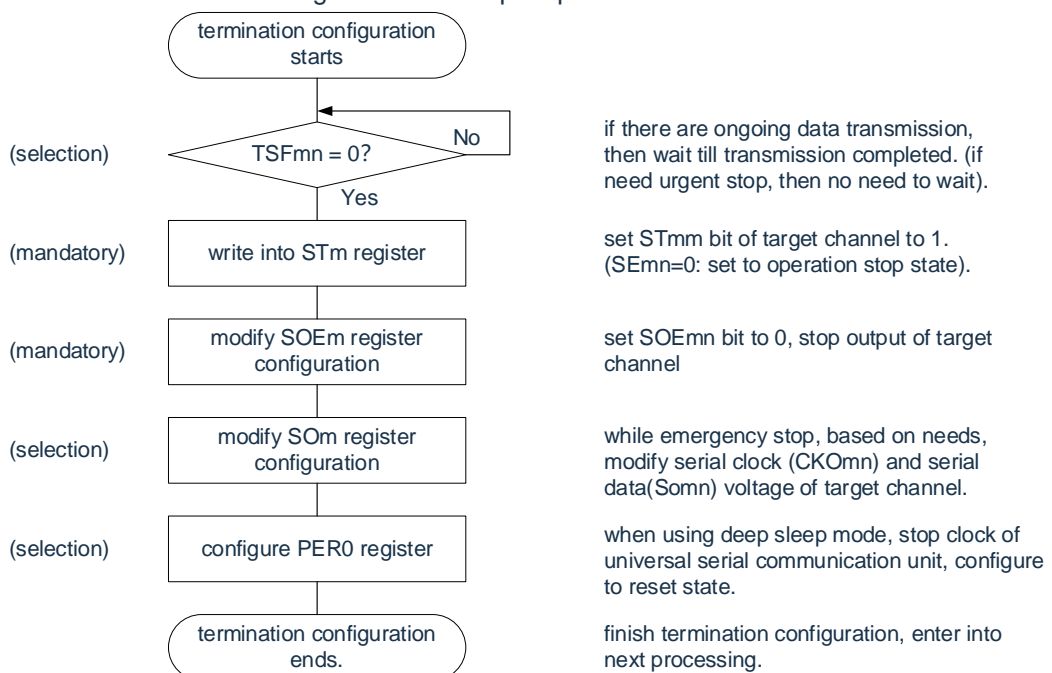 termination configuration
starts
(selection)
TSFmn = 0?
No
Yes
if there are ongoing data transmission,
then wait till transmission completed. (if
need urgent stop, then no need to wait).
(mandatory)
write into STm register
set STmm bit of target channel to 1.
(SEmn=0: set to operation stop state).
(mandatory)
modify SOEm register
configuration
set SOEmn bit to 0, stop output of target
channel
(selection)
modify SOm register
configuration
while emergency stop, based on needs,
modify serial clock (CKOmn) and serial
data(Somn) voltage of target channel.
(selection)
configure PER0 register
when using deep sleep mode, stop clock of
universal serial communication unit, configure
to reset state.
termination configuration
ends.
finish termination configuration, enter into
next processing.